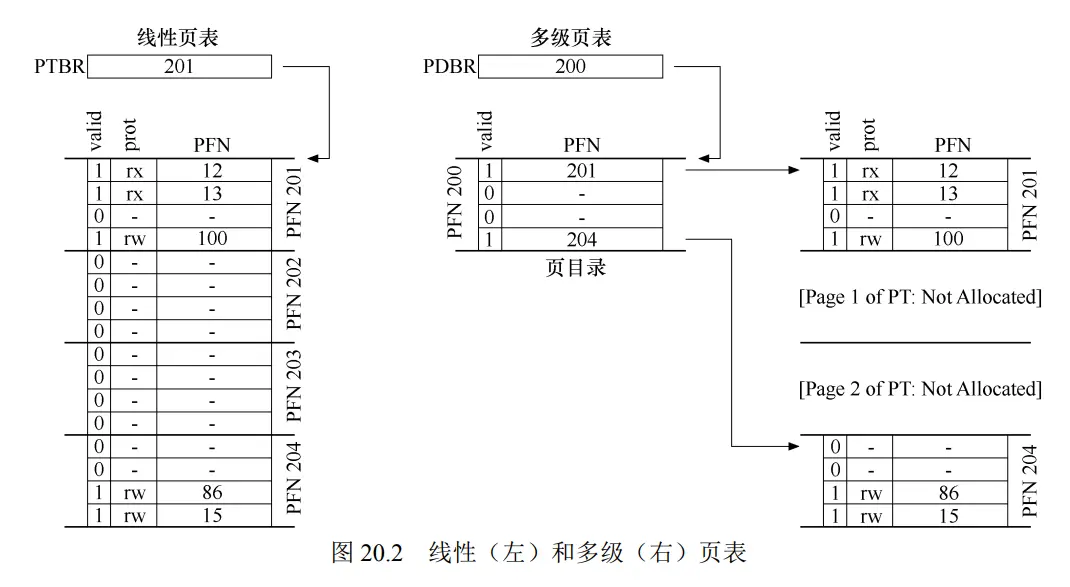 线性页表
PTBR 201
valid prot PFN
1 rx 12
1 rx 13
0 - -
1 rw 100
PFN 201
0 - -
0 - -
0 - -
0 - -
PFN 202
0 - -
0 - -
0 - -
0 - -
PFN 203
0 - -
0 - -
1 rw 86
1 rw 15
PFN 204
多级页表
PDBR 200
valid PFN
PFN 200
1 201
0 -
0 -
1 204
页目录
valid prot PFN
1 rx 12
1 rx 13
0 - -
1 rw 100
PFN 201
[Page 1 of PT: Not Allocated]
[Page 2 of PT: Not Allocated]
0 - -
0 - -
1 rw 86
1 rw 15
PFN 204
图 20.2 线性（左）和多级（右）页表